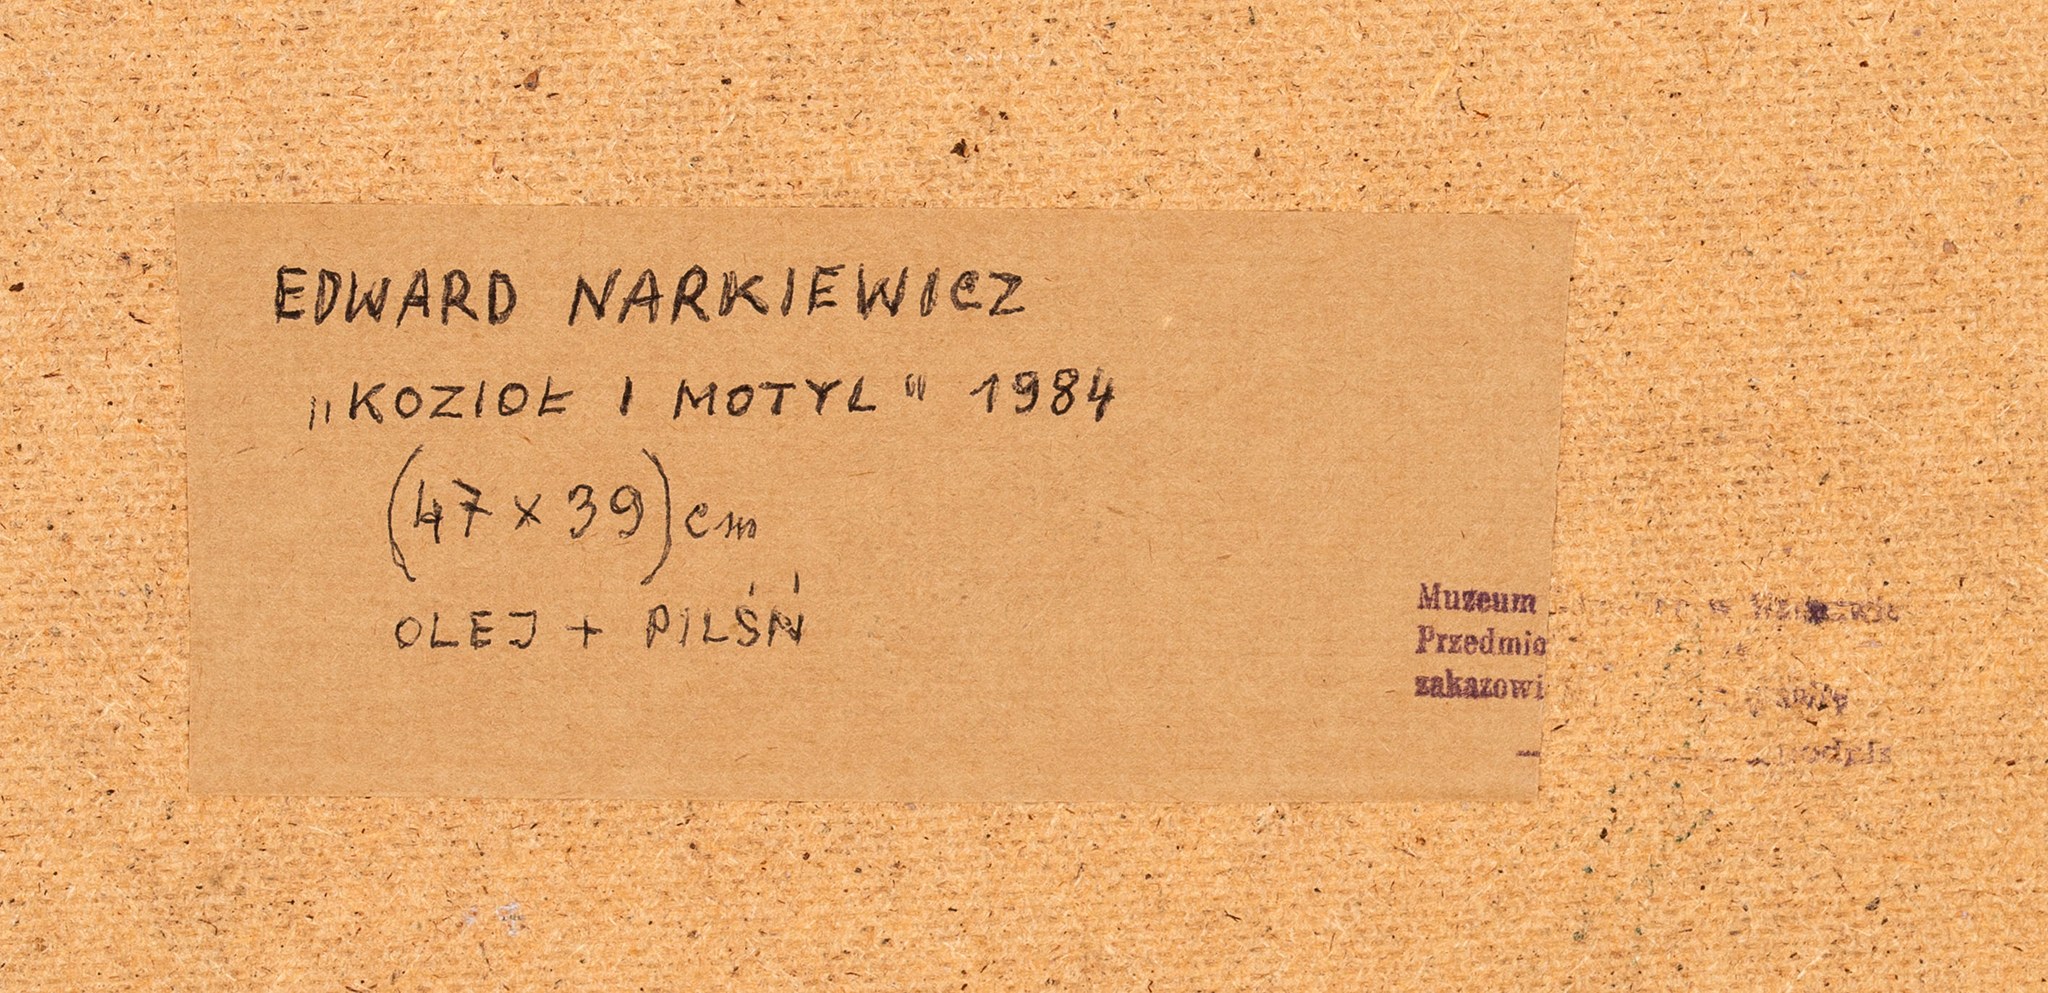 EDWARD NARKIEWICZ
„KOZIOŁ I MOTYL“ 1984
(47 x 39) cm
OLEJ + PILŚŃ
Muzeum w
Przedmio
zakazowi